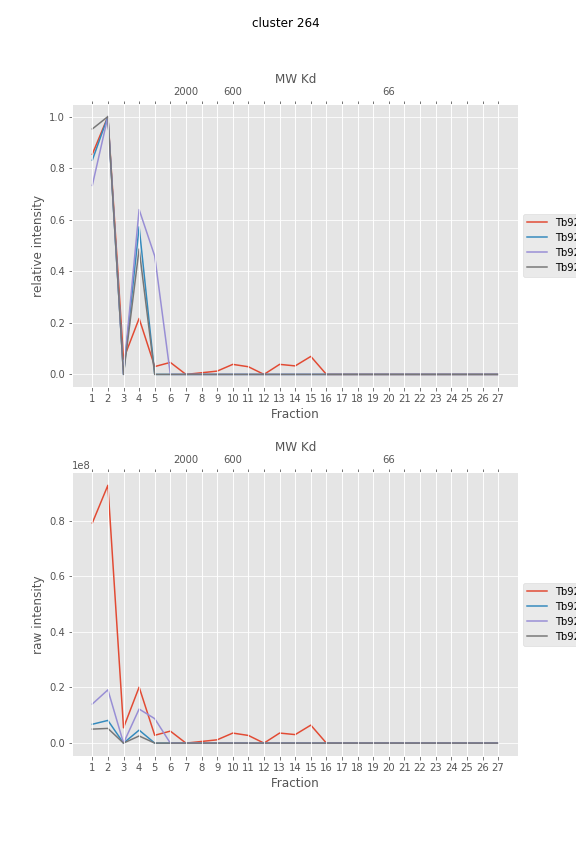 cluster 264
MW Kd
2000 600 66
1.0
0.8
0.6
0.4
0.2
0.0
relative intensity
Tb92
Tb92
Tb92
Tb92
1 2 3 4 5 6 7 8 9 10 11 12 13 14 15 16 17 18 19 20 21 22 23 24 25 26 27
Fraction
MW Kd
2000 600 66
1e8
0.8
0.6
0.4
0.2
0.0
raw intensity
Tb92
Tb92
Tb92
Tb92
1 2 3 4 5 6 7 8 9 10 11 12 13 14 15 16 17 18 19 20 21 22 23 24 25 26 27
Fraction